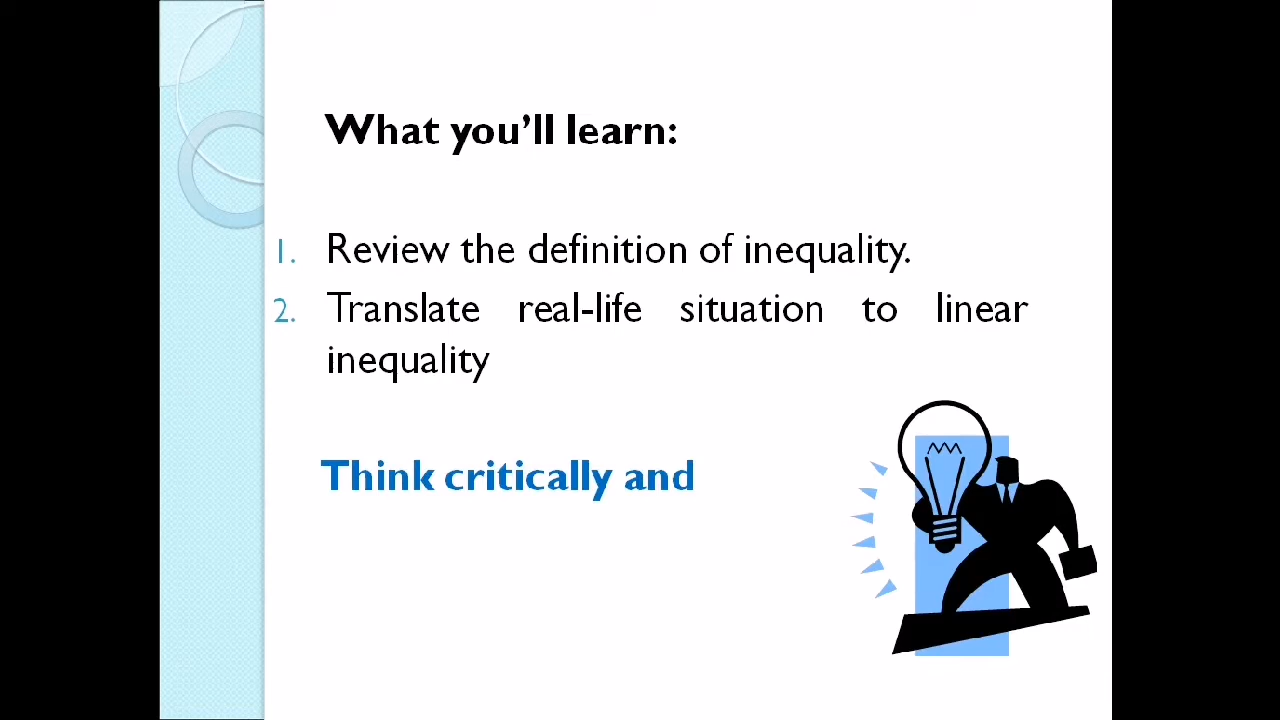 What you’ll learn:
1. Review the definition of inequality.
2. Translate real-life situation to linear
inequality
Think critically and